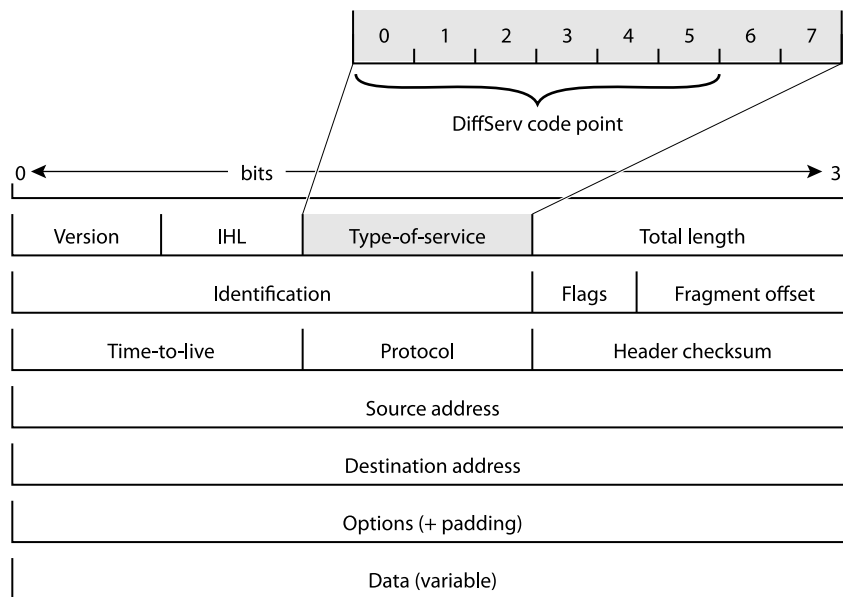 0 1 2 3 4 5 6 7
DiffServ code point
0 bits 3
Version IHL Type-of-service Total length
Identification Flags Fragment offset
Time-to-live Protocol Header checksum
Source address
Destination address
Options (+ padding)
Data (variable)